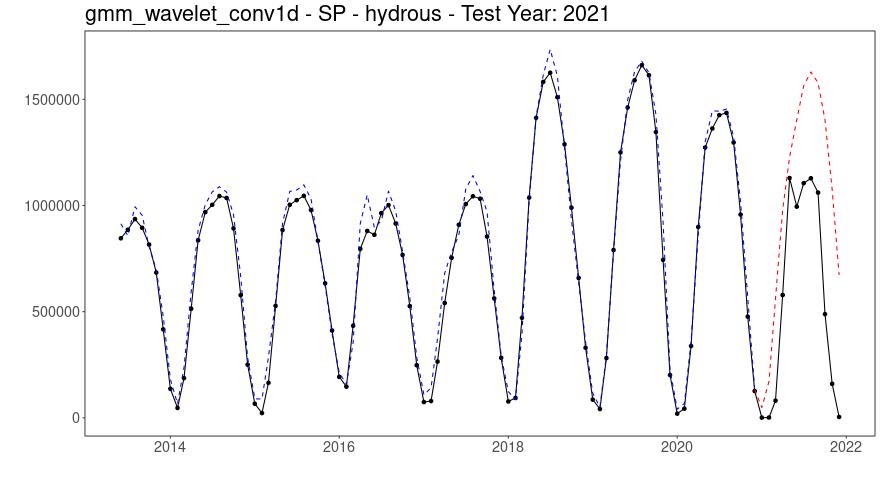 gmm_wavelet_conv1d - SP - hydrous - Test Year: 2021
1500000
1000000
500000
0
2014 2016 2018 2020 2022